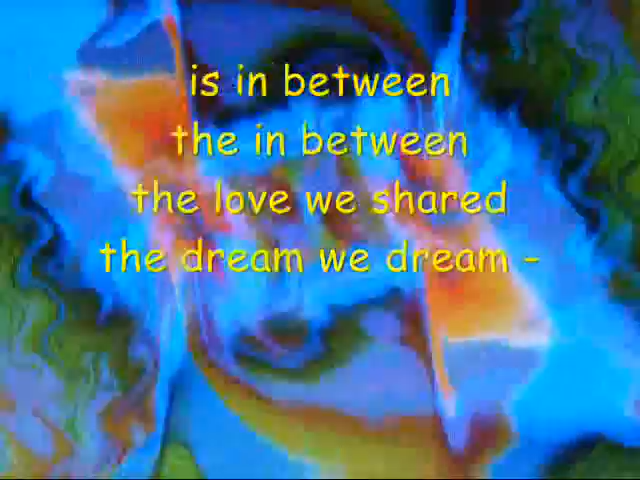 is in between
the in between
the love we shared
the dream we dream -